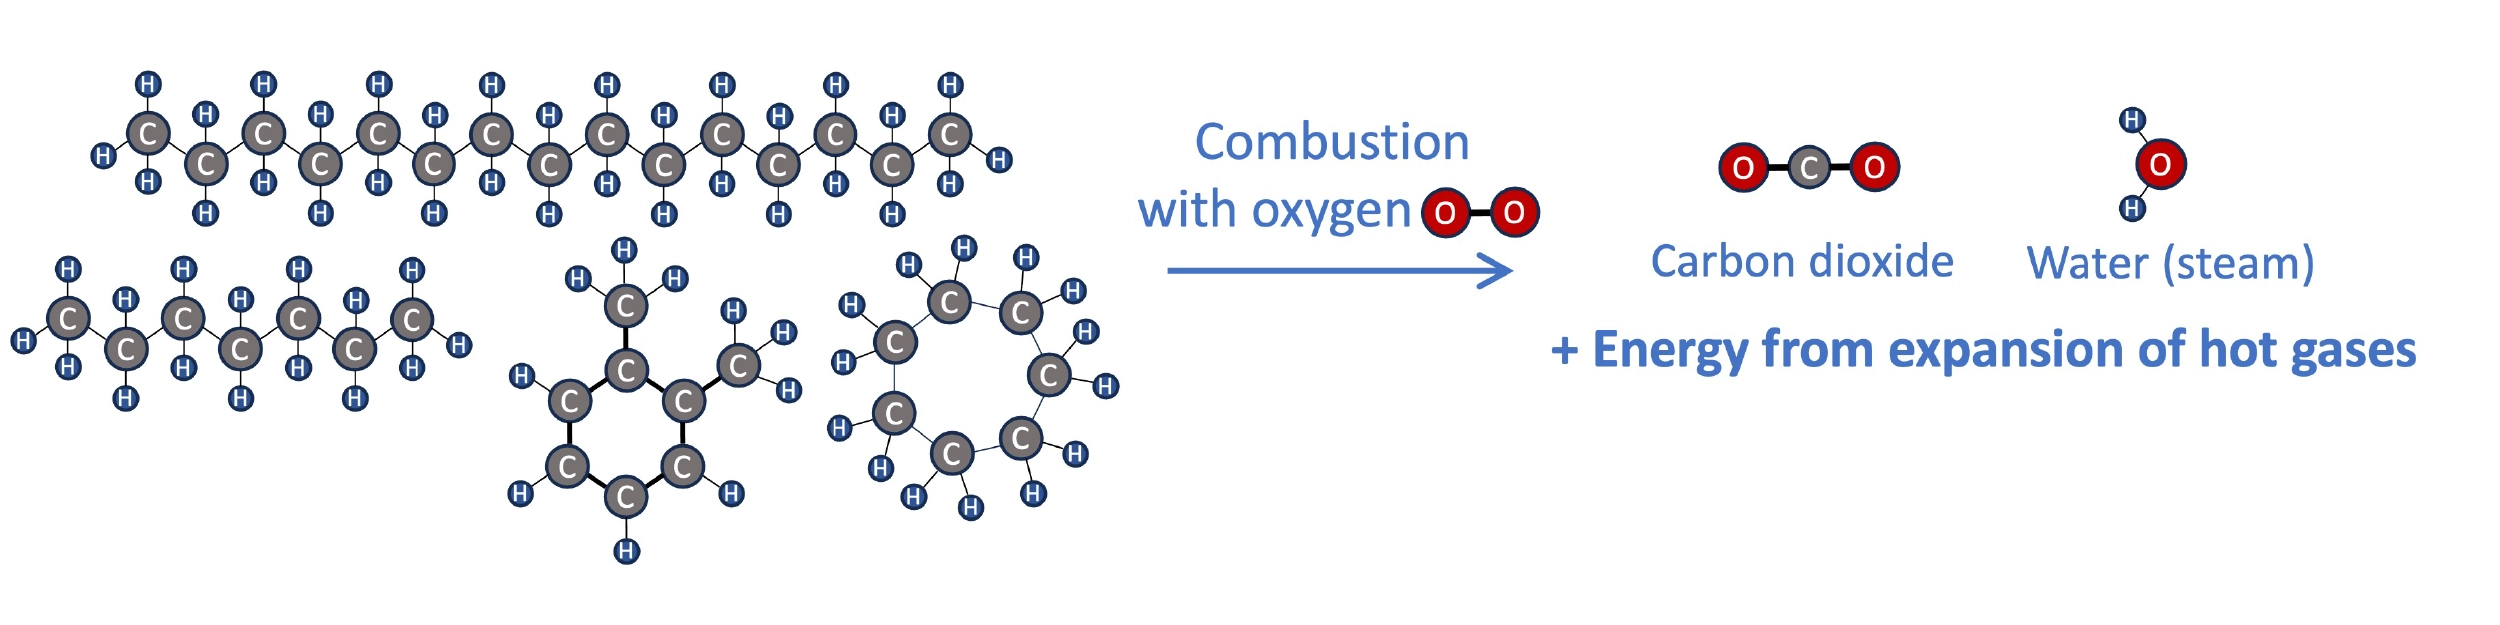 H H H H H H H H
H H H H H H H
C C C C C C C C
H C C C C C C C H
H H H H H H H H
H H H H H H H
H H H H
H H H
C C C C
H C C C H
H H H H
H H H
H
H H
C H
H
C C
H C C H
C C
H C H
H
H H H
H C C H
H C H
H C C H
H C C H
H H H
H H
Combustion
with oxygen O O
O C O
Carbon dioxide
H
O
H
Water (steam)
+ Energy from expansion of hot gases